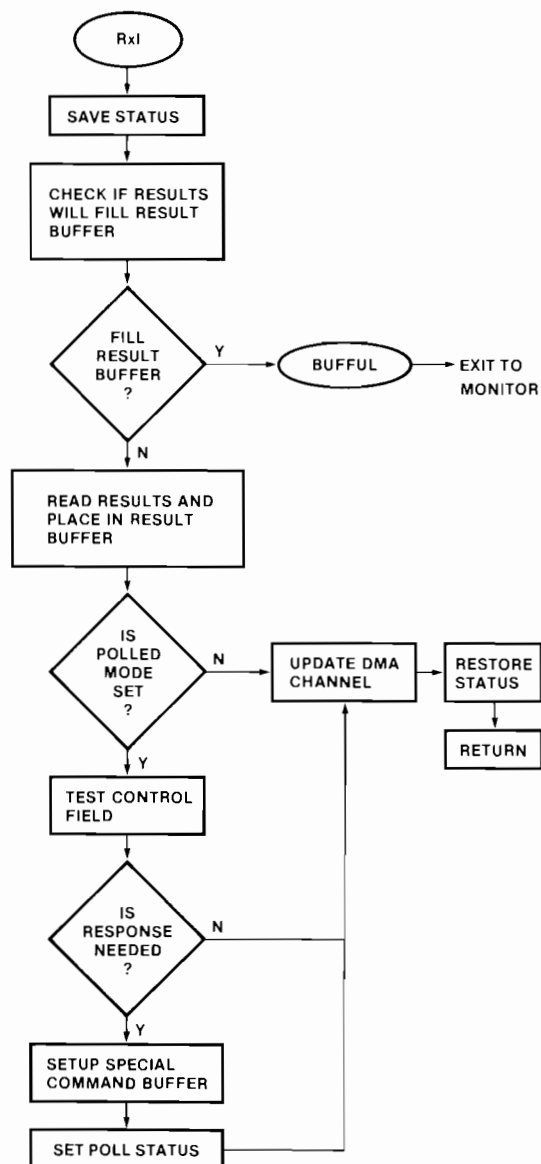 RxI
SAVE STATUS
CHECK IF RESULTS
WILL FILL RESULT
BUFFER
FILL
RESULT
BUFFER
?
Y
BUFFUL
EXIT TO
MONITOR
N
READ RESULTS AND
PLACE IN RESULT
BUFFER
IS
POLLED
MODE
SET
?
N
UPDATE DMA
CHANNEL
RESTORE
STATUS
RETURN
Y
TEST CONTROL
FIELD
IS
RESPONSE
NEEDED
?
N
Y
SETUP SPECIAL
COMMAND BUFFER
SET POLL STATUS